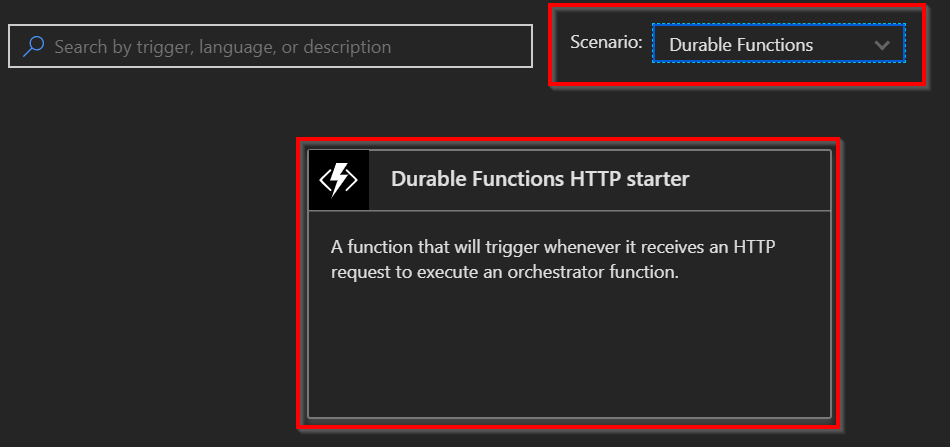 Search by trigger, language, or description
Scenario:
Durable Functions
Durable Functions HTTP starter
A function that will trigger whenever it receives an HTTP
request to execute an orchestrator function.